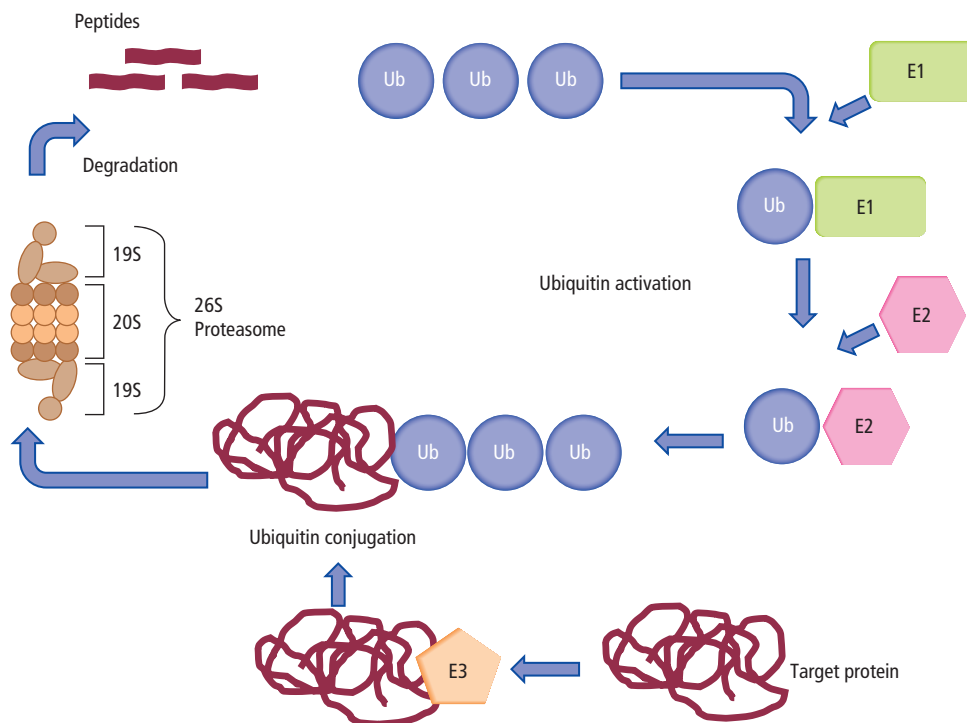 Peptides
Ub Ub Ub
E1
Degradation
Ub E1
19S
Ubiquitin activation
20S
26S
Proteasome
E2
19S
Ub E2
Ub Ub Ub
Ubiquitin conjugation
E3
Target protein